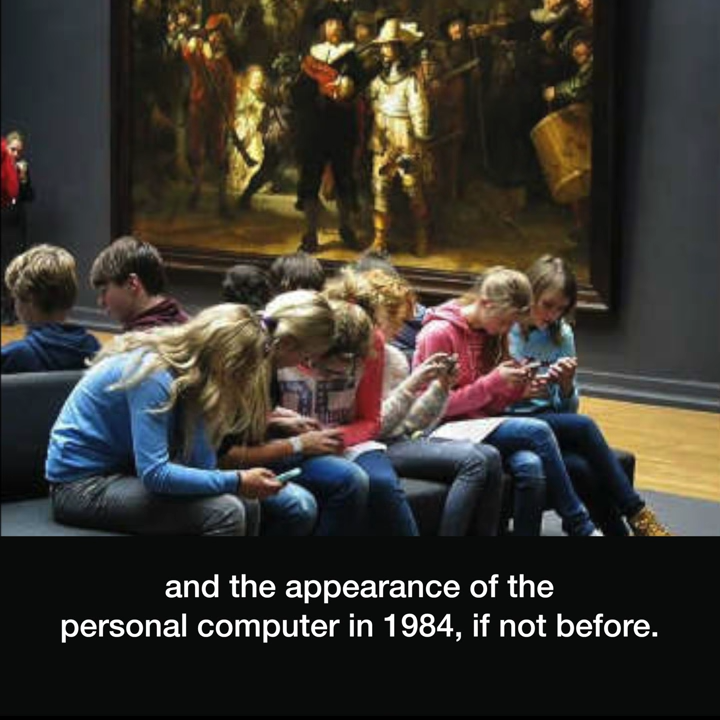 and the appearance of the
personal computer in 1984, if not before.